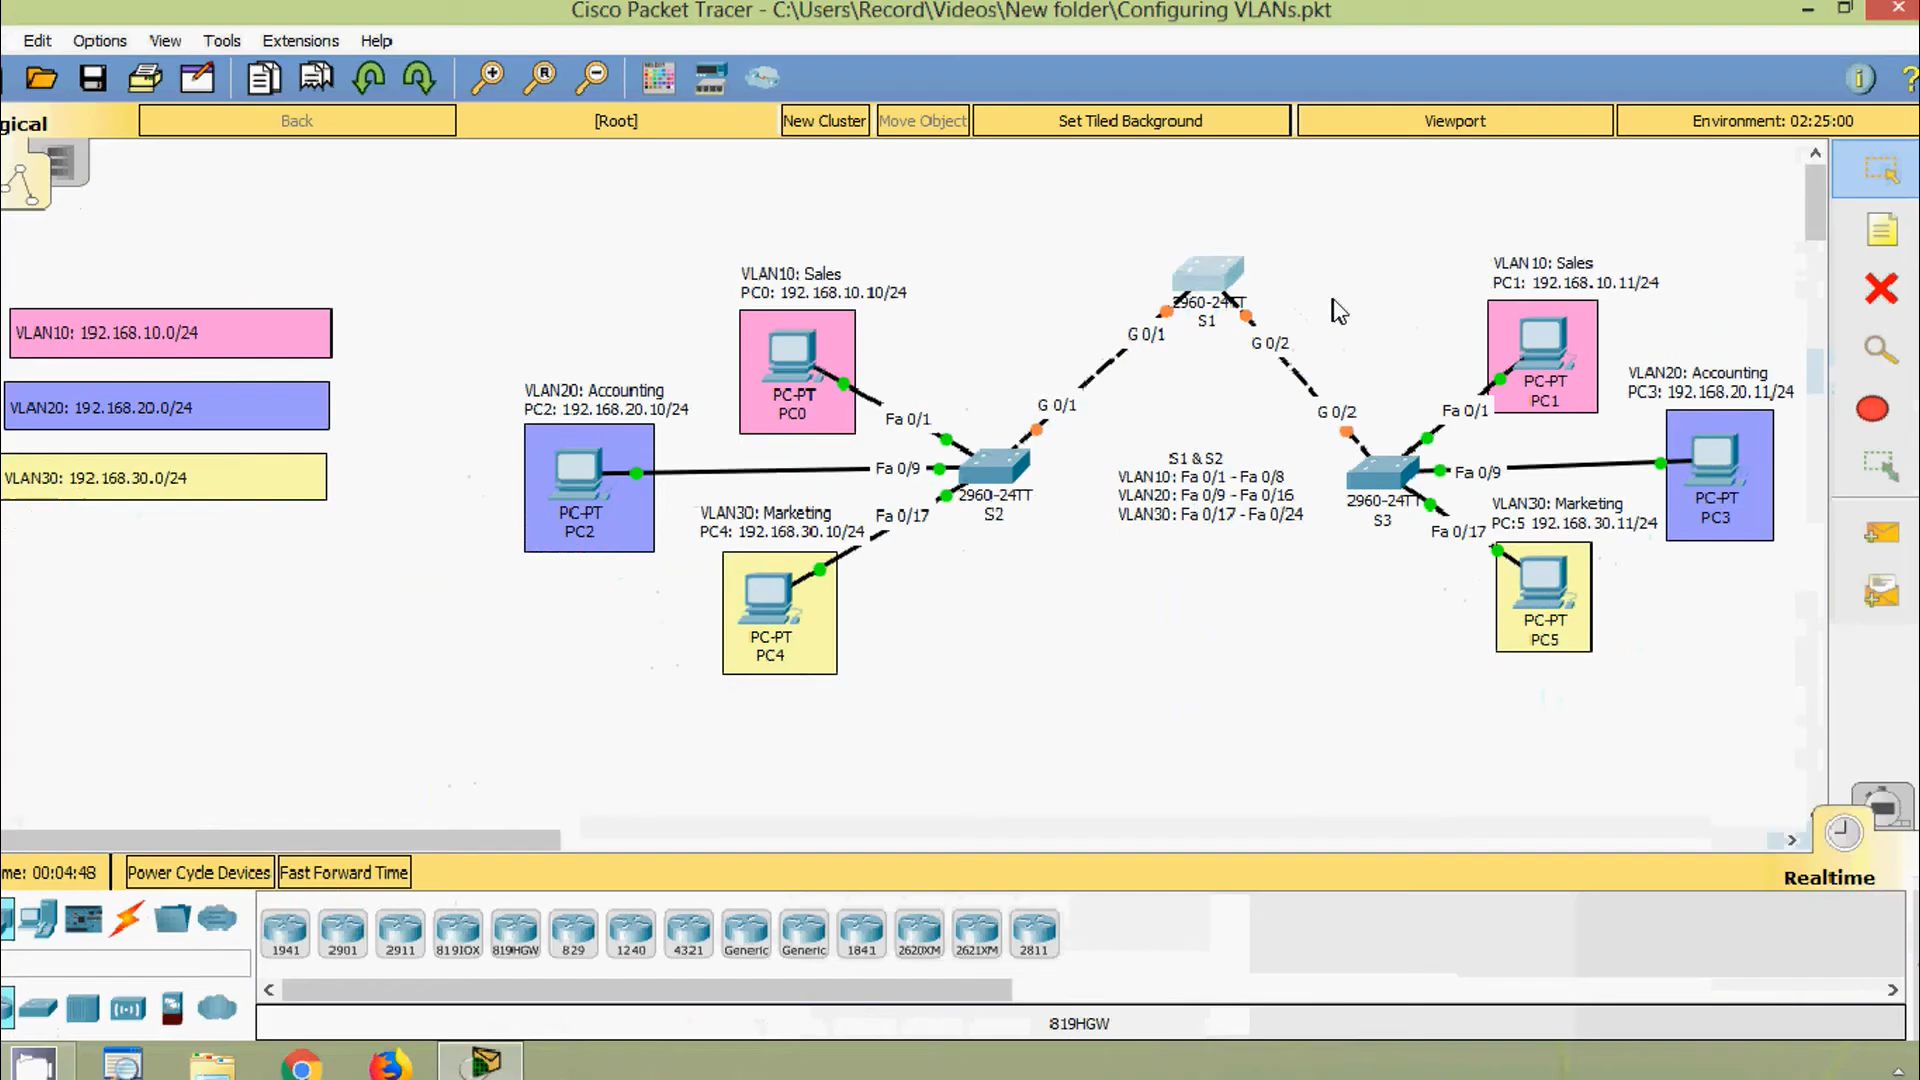 Cisco Packet Tracer - C:\Users\Record\Videos\New folder\Configuring VLANs.pkt
Edit Options View Tools Extensions Help
gical Back [Root] New Cluster Move Object Set Tiled Background Viewport Environment: 02:25:00
VLAN10: 192.168.10.0/24
VLAN20: 192.168.20.0/24
VLAN30: 192.168.30.0/24
VLAN10: Sales
PC0: 192.168.10.10/24
PC-PT
PC0
VLAN20: Accounting
PC2: 192.168.20.10/24
PC-PT
PC2
VLAN30: Marketing
PC4: 192.168.30.10/24
PC-PT
PC4
Fa 0/1
Fa 0/9
Fa 0/17
2960-24TT
S2
G 0/1
G 0/1
2960-24TT
S1
G 0/2
G 0/2
S1 & S2
VLAN10: Fa 0/1 - Fa 0/8
VLAN20: Fa 0/9 - Fa 0/16
VLAN30: Fa 0/17 - Fa 0/24
2960-24TT
S3
Fa 0/1
Fa 0/9
Fa 0/17
VLAN10: Sales
PC1: 192.168.10.11/24
PC-PT
PC1
VLAN20: Accounting
PC3: 192.168.20.11/24
PC-PT
PC3
VLAN30: Marketing
PC:5 192.168.30.11/24
PC-PT
PC5
me: 00:04:48 Power Cycle Devices Fast Forward Time Realtime
1941 2901 2911 819IOX 819HGW 829 1240 4321 Generic Generic 1841 2620XM 2621XM 2811
819HGW